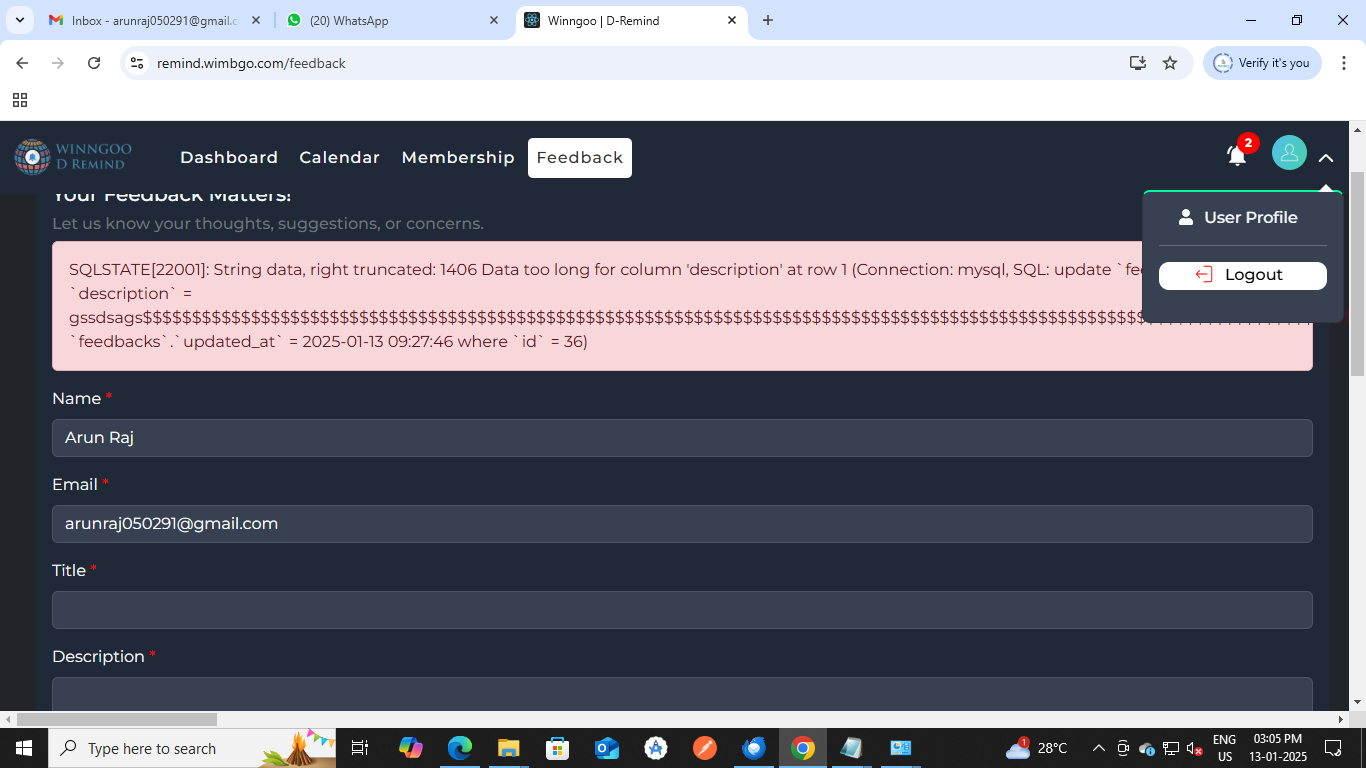 Inbox - arunraj050291@gmail.c
(20) WhatsApp
Winngoo | D-Remind
remind.wimbgo.com/feedback
Verify it's you
WINNGOO
D REMIND
Dashboard
Calendar
Membership
Feedback
2
User Profile
Logout
Your Feedback Matters!
Let us know your thoughts, suggestions, or concerns.
SQLSTATE[22001]: String data, right truncated: 1406 Data too long for column 'description' at row 1 (Connection: mysql, SQL: update `fee
`description` =
`feedbacks`.`updated_at` = 2025-01-13 09:27:46 where `id` = 36)
Name *
Arun Raj
Email *
arunraj050291@gmail.com
Title *
Description *
Type here to search
1
28°C
ENG
US
03:05 PM
13-01-2025